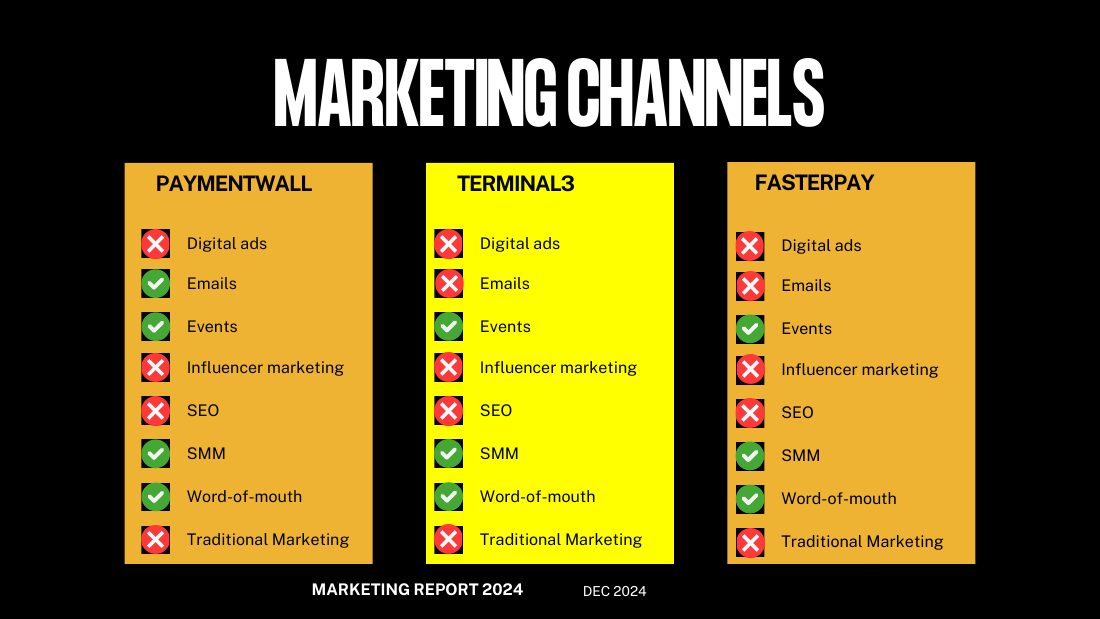 MARKETING CHANNELS
PAYMENTWALL
Digital ads
Emails
Events
Influencer marketing
SEO
SMM
Word-of-mouth
Traditional Marketing
TERMINAL3
Digital ads
Emails
Events
Influencer marketing
SEO
SMM
Word-of-mouth
Traditional Marketing
FASTERPAY
Digital ads
Emails
Events
Influencer marketing
SEO
SMM
Word-of-mouth
Traditional Marketing
MARKETING REPORT 2024
DEC 2024